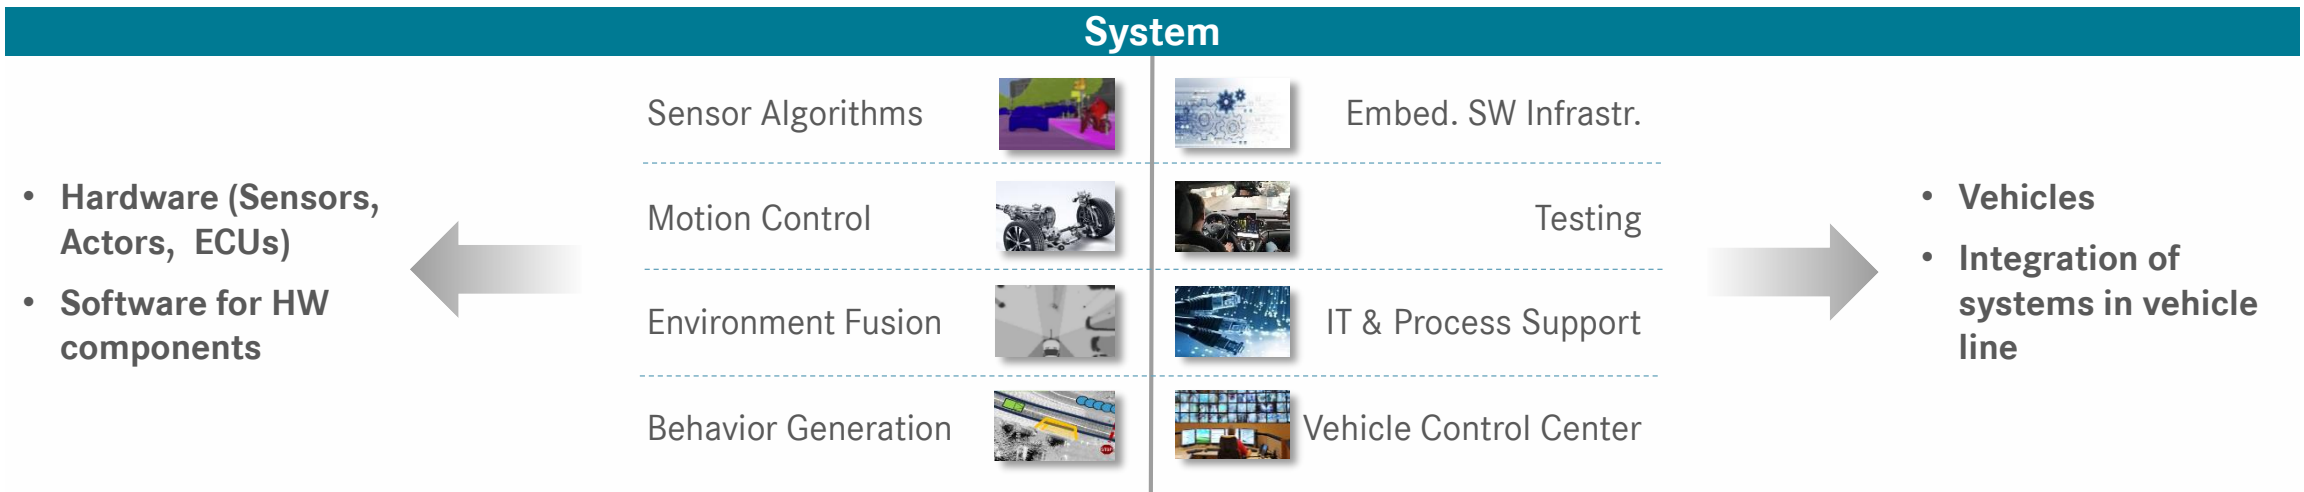 System
• Hardware (Sensors,
Actors, ECUs)
• Software for HW
components
Sensor Algorithms
Motion Control
Environment Fusion
Behavior Generation
Embed. SW Infrastr.
Testing
IT & Process Support
Vehicle Control Center
• Vehicles
• Integration of
systems in vehicle
line
STOP